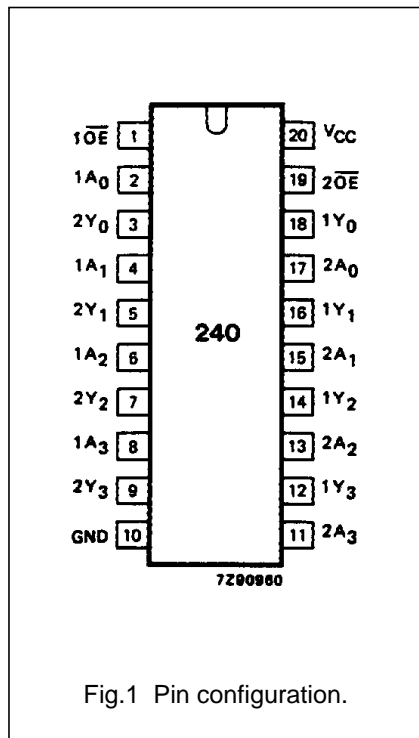 1OE̅ 1 20 VCC
1A0 2 19 2OE̅
2Y0 3 18 1Y0
1A1 4 17 2A0
2Y1 5 16 1Y1
240
1A2 6 15 2A1
2Y2 7 14 1Y2
1A3 8 13 2A2
2Y3 9 12 1Y3
GND 10 11 2A3
7Z90960
Fig.1 Pin configuration.